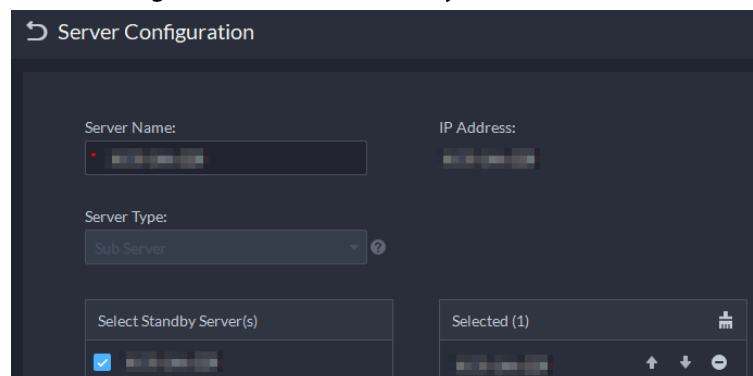 Server Configuration
Server Name:
IP Address:
*
Server Type:
Sub Server
Select Standby Server(s)
Selected (1)